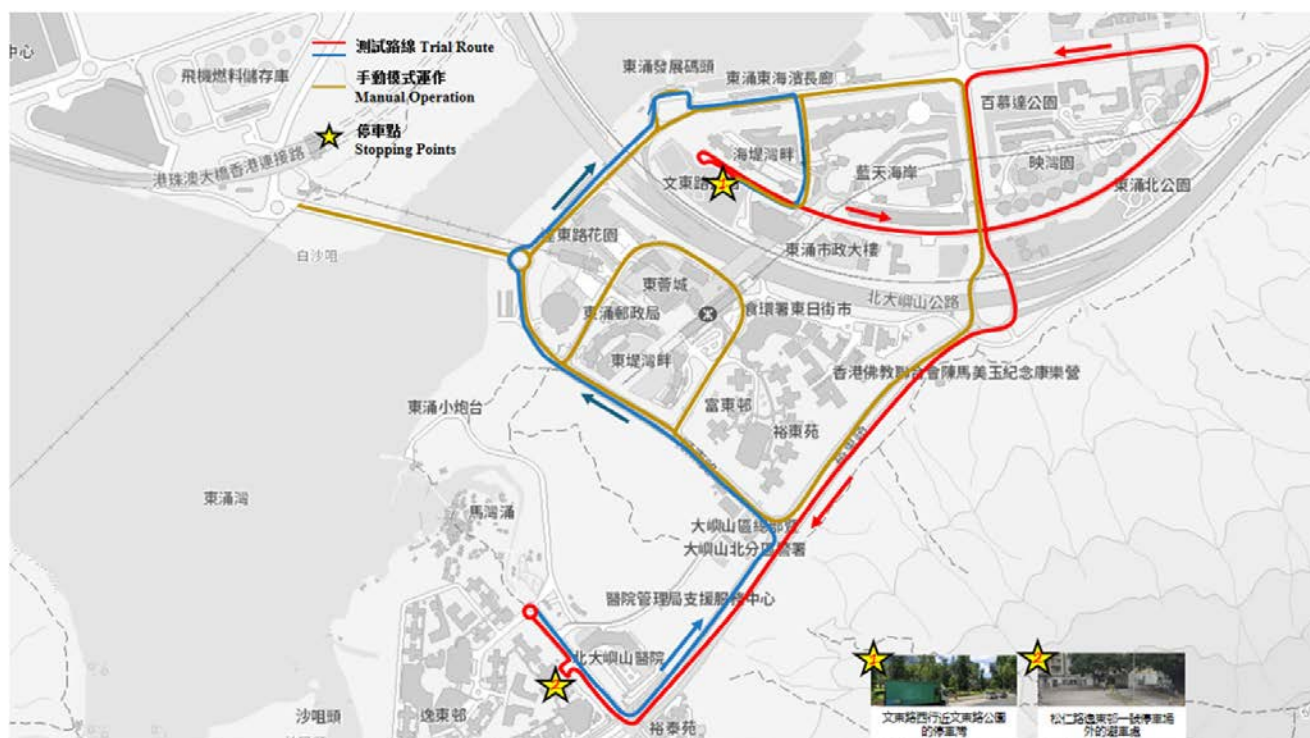 測試路線 Trial Route
手動模式運作
Manual Operation
停車點
Stopping Points
中心
飛機燃料儲存庫
港珠澳大橋香港連接路
白沙咀
東涌發展碼頭
東涌東海濱長廊
百慕達公園
海堤灣畔
映灣園
藍天海岸
文東路
1
東涌北公園
東涌市政大樓
東路花園
東薈城
北大嶼山公路
東涌郵政局
食環署東日街市
東堤灣畔
香港佛教聯合會陳馬美玉紀念康樂營
富東邨
東涌小炮台
裕東苑
東涌灣
馬灣涌
大嶼山區總部
大嶼山北分區警署
醫院管理局支援服務中心
北大嶼山醫院
2
逸東邨
沙咀頭
裕泰苑
1
2
文東路西行近文東路公園
的停車灣
松仁路逸東邨一號停車場
外的避車處